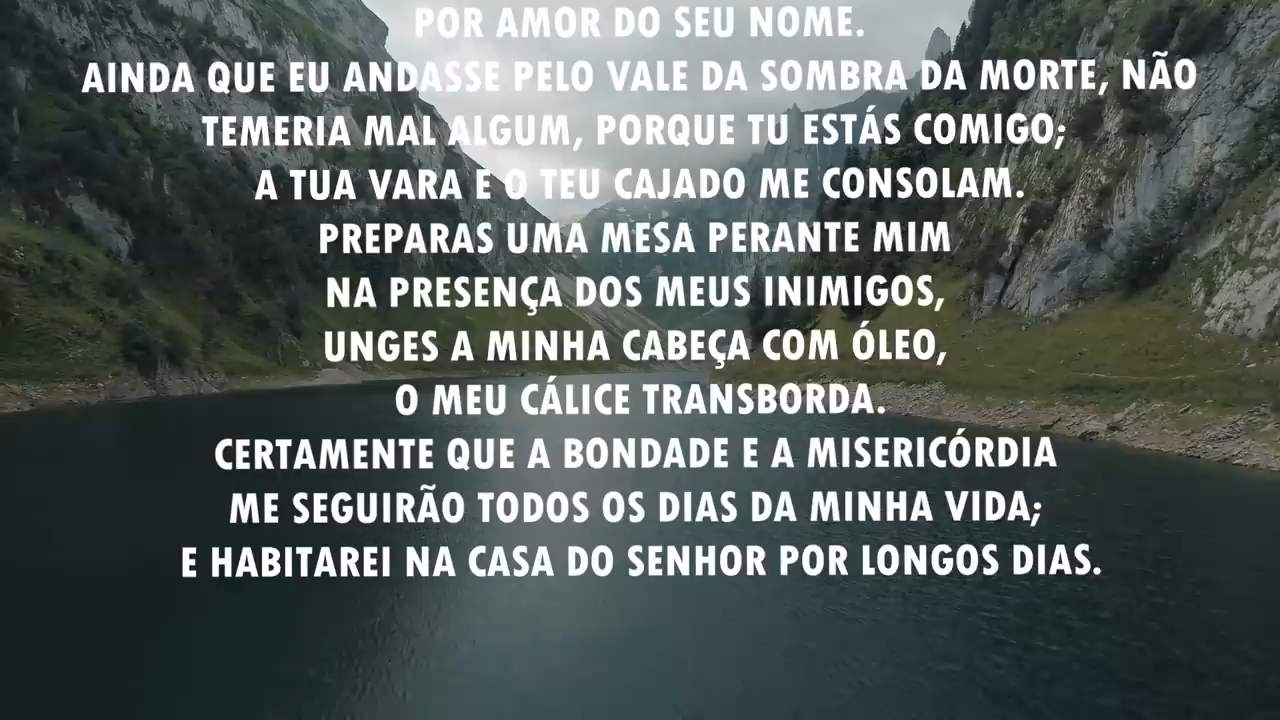 POR AMOR DO SEU NOME.
AINDA QUE EU ANDASSE PELO VALE DA SOMBRA DA MORTE, NÃO
TEMERIA MAL ALGUM, PORQUE TU ESTÁS COMIGO;
A TUA VARA E O TEU CAJADO ME CONSOLAM.
PREPARAS UMA MESA PERANTE MIM
NA PRESENÇA DOS MEUS INIMIGOS,
UNGES A MINHA CABEÇA COM ÓLEO,
O MEU CÁLICE TRANSBORDA.
CERTAMENTE QUE A BONDADE E A MISERICÓRDIA
ME SEGUIRÃO TODOS OS DIAS DA MINHA VIDA;
E HABITAREI NA CASA DO SENHOR POR LONGOS DIAS.